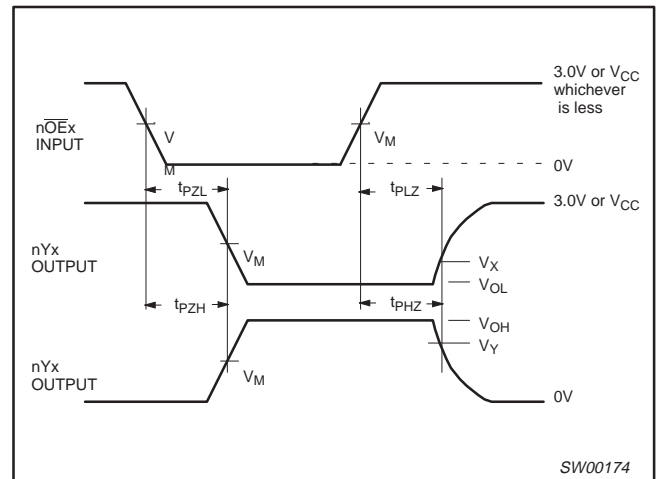 3.0V or VCC
whichever
is less
nOEx
INPUT
VM
VM
0V
tPZL
tPLZ
3.0V or VCC
nYx
OUTPUT
VM
VX
VOL
tPZH
tPHZ
VOH
VY
nYx
OUTPUT
VM
0V
SW00174